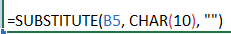 =SUBSTITUTE(B5, CHAR(10), "")